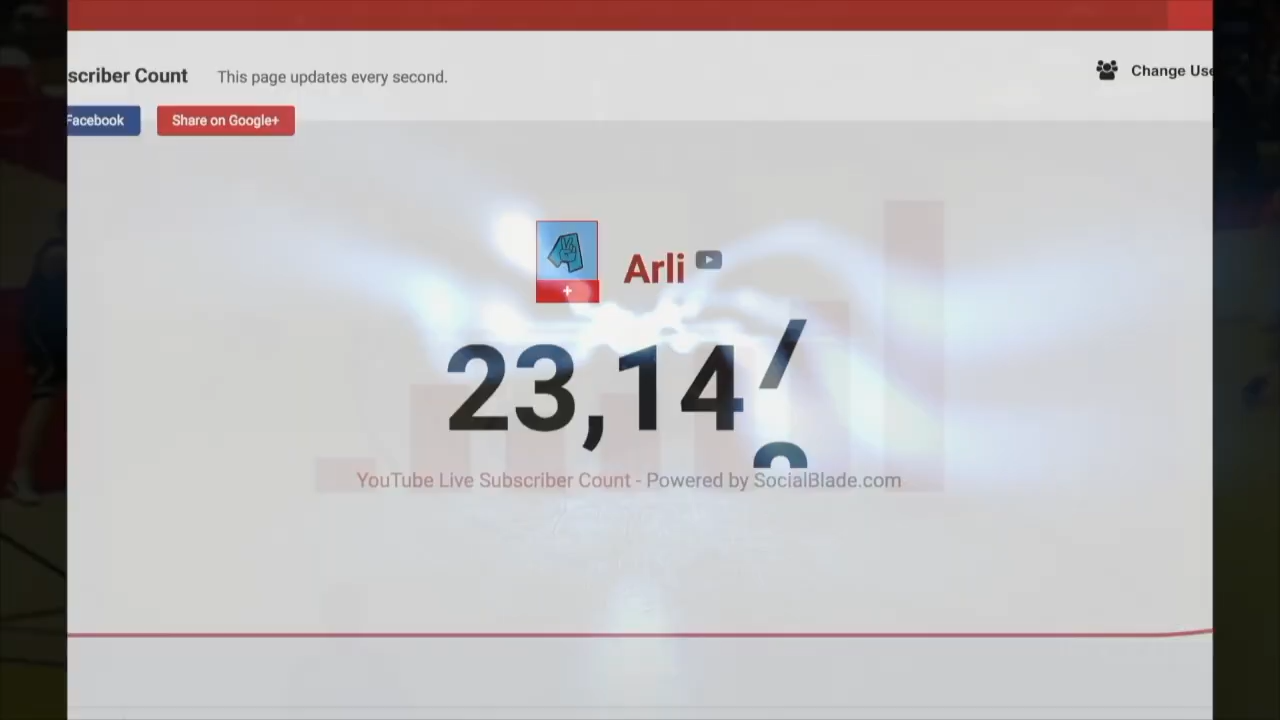 scriber Count
This page updates every second.
Change Use
Facebook
Share on Google+
+
Arli
23,14
YouTube Live Subscriber Count - Powered by SocialBlade.com